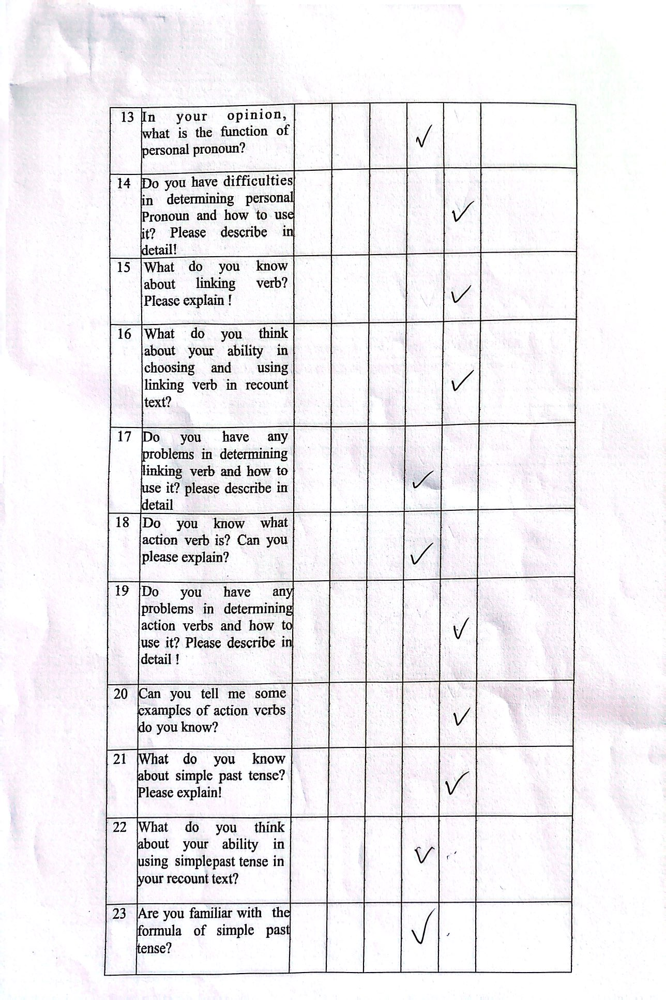 13 In your opinion,
what is the function of
personal pronoun?
✓
14 Do you have difficulties
in determining personal
Pronoun and how to use
it? Please describe in
detail!
✓
15 What do you know
about linking verb?
Please explain !
✓
16 What do you think
about your ability in
choosing and using
linking verb in recount
text?
✓
17 Do you have any
problems in determining
linking verb and how to
use it? please describe in
detail
✓
18 Do you know what
action verb is? Can you
please explain?
✓
19 Do you have any
problems in determining
action verbs and how to
use it? Please describe in
detail !
✓
20 Can you tell me some
examples of action verbs
do you know?
✓
21 What do you know
about simple past tense?
Please explain!
✓
22 What do you think
about your ability in
using simplepast tense in
your recount text?
✓
23 Are you familiar with the
formula of simple past
tense?
✓